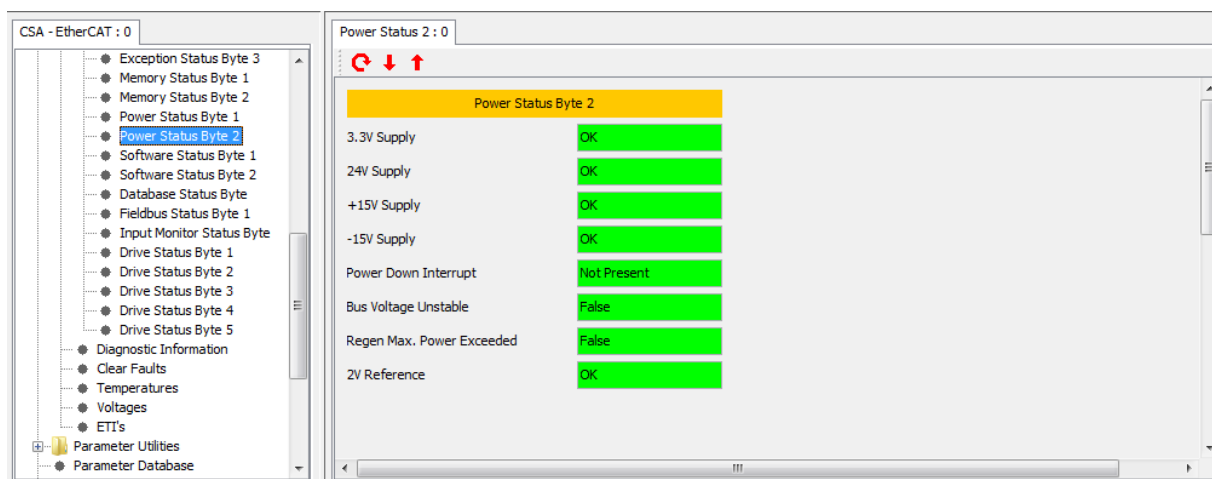 CSA - EtherCAT : 0
Exception Status Byte 3
Memory Status Byte 1
Memory Status Byte 2
Power Status Byte 1
Power Status Byte 2
Software Status Byte 1
Software Status Byte 2
Database Status Byte
Fieldbus Status Byte 1
Input Monitor Status Byte
Drive Status Byte 1
Drive Status Byte 2
Drive Status Byte 3
Drive Status Byte 4
Drive Status Byte 5
Diagnostic Information
Clear Faults
Temperatures
Voltages
ETI's
Parameter Utilities
Parameter Database
Power Status 2 : 0
Power Status Byte 2
3.3V Supply OK
24V Supply OK
+15V Supply OK
-15V Supply OK
Power Down Interrupt Not Present
Bus Voltage Unstable False
Regen Max. Power Exceeded False
2V Reference OK